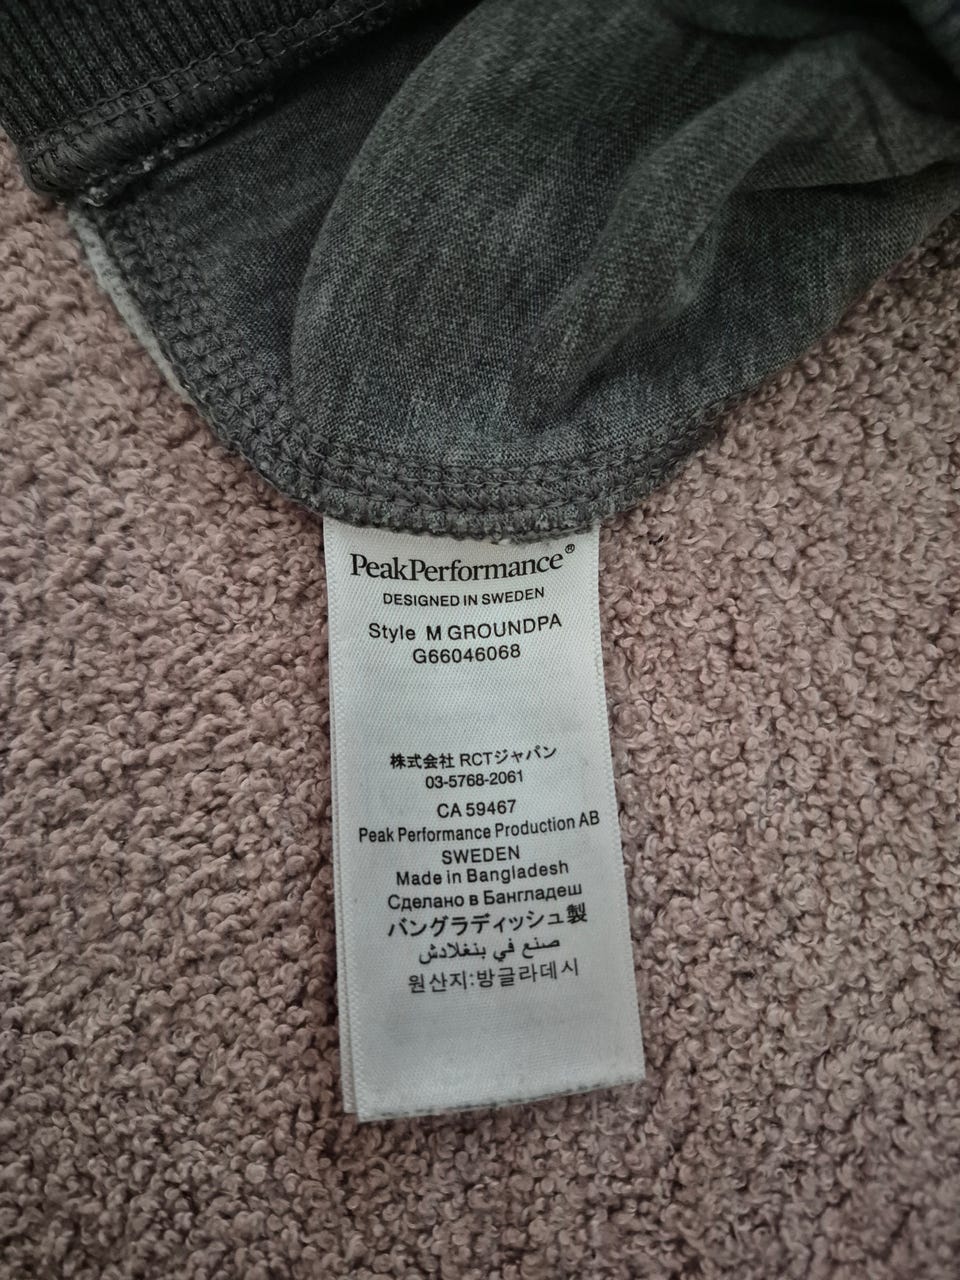 PeakPerformance®
DESIGNED IN SWEDEN
Style M GROUNDPA
G66046068
株式会社 RCTジャパン
03-5768-2061
CA 59467
Peak Performance Production AB
SWEDEN
Made in Bangladesh
Сделано в Бангладеш
バングラディッシュ製
صنع في بنغلادش
원산지:방글라데시